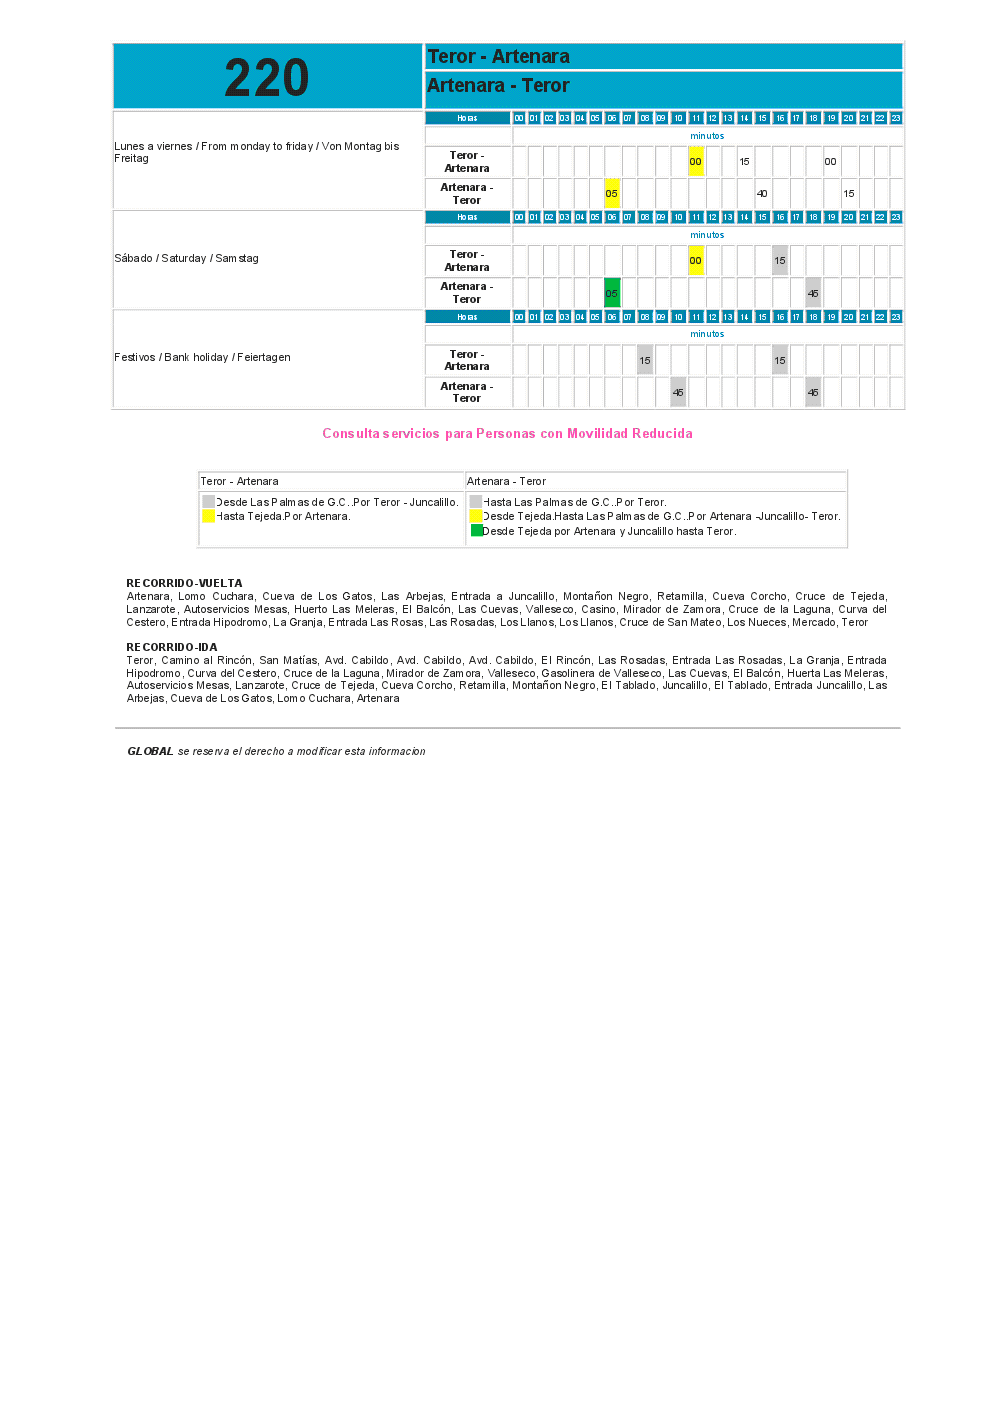 220
Teror - Artenara
Artenara - Teror
Horas 00 01 02 03 04 05 06 07 08 09 10 11 12 13 14 15 16 17 18 19 20 21 22 23
minutos
Lunes a viernes / From monday to friday / Von Montag bis
Freitag
Teror -
Artenara
00 15 00
Artenara -
Teror
05 40 15
Horas 00 01 02 03 04 05 06 07 08 09 10 11 12 13 14 15 16 17 18 19 20 21 22 23
minutos
Sábado / Saturday / Samstag
Teror -
Artenara
00 15
Artenara -
Teror
05 45
Horas 00 01 02 03 04 05 06 07 08 09 10 11 12 13 14 15 16 17 18 19 20 21 22 23
minutos
Festivos / Bank holiday / Feiertagen
Teror -
Artenara
15 15
Artenara -
Teror
45 45
Consulta servicios para Personas con Movilidad Reducida
Teror - Artenara
Desde Las Palmas de G.C..Por Teror - Juncalillo.
Hasta Tejeda.Por Artenara.
Artenara - Teror
Hasta Las Palmas de G.C..Por Teror.
Desde Tejeda.Hasta Las Palmas de G.C..Por Artenara -Juncalillo- Teror.
Desde Tejeda por Artenara y Juncalillo hasta Teror.
RECORRIDO-VUELTA
Artenara, Lomo Cuchara, Cueva de Los Gatos, Las Arbejas, Entrada a Juncalillo, Montañon Negro, Retamilla, Cueva Corcho, Cruce de Tejeda,
Lanzarote, Autoservicios Mesas, Huerto Las Meleras, El Balcón, Las Cuevas, Valleseco, Casino, Mirador de Zamora, Cruce de la Laguna, Curva del
Cestero, Entrada Hipodromo, La Granja, Entrada Las Rosas, Las Rosadas, Los Llanos, Los Llanos, Cruce de San Mateo, Los Nueces, Mercado, Teror
RECORRIDO-IDA
Teror, Camino al Rincón, San Matías, Avd. Cabildo, Avd. Cabildo, Avd. Cabildo, El Rincón, Las Rosadas, Entrada Las Rosadas, La Granja, Entrada
Hipodromo, Curva del Cestero, Cruce de la Laguna, Mirador de Zamora, Valleseco, Gasolinera de Valleseco, Las Cuevas, El Balcón, Huerta Las Meleras,
Autoservicios Mesas, Lanzarote, Cruce de Tejeda, Cueva Corcho, Retamilla, Montañon Negro, El Tablado, Juncalillo, El Tablado, Entrada Juncalillo, Las
Arbejas, Cueva de Los Gatos, Lomo Cuchara, Artenara
GLOBAL se reserva el derecho a modificar esta informacion